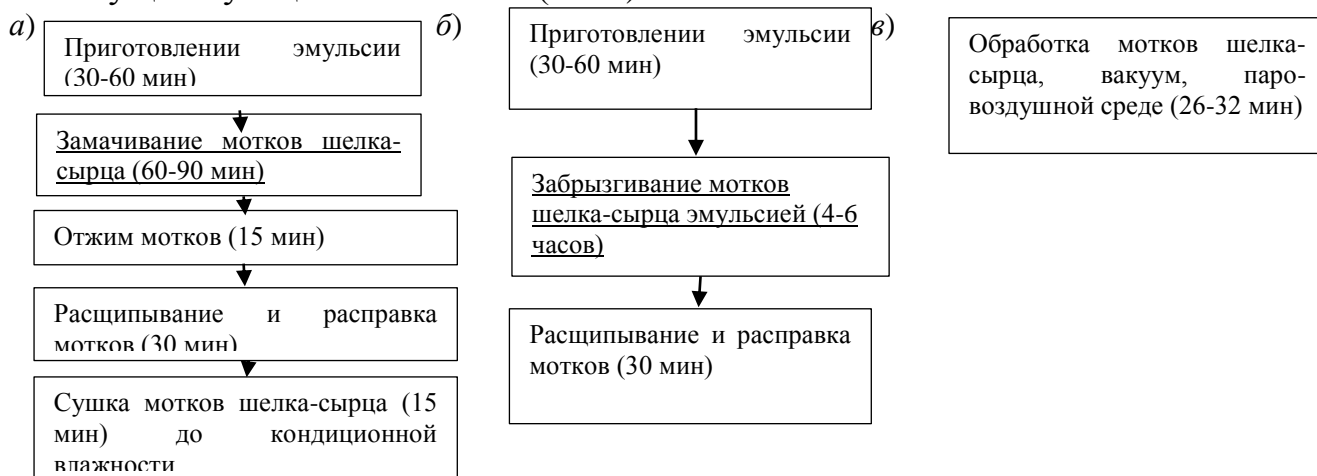 а)
Приготовлении эмульсии
(30-60 мин)
Замачивание мотков шелка-
сырца (60-90 мин)
Отжим мотков (15 мин)
Расщипывание и расправка
мотков (30 мин)
Сушка мотков шелка-сырца (15
мин) до кондиционной
влажности
б)
Приготовлении эмульсии
(30-60 мин)
Забрызгивание мотков
шелка-сырца эмульсией (4-6
часов)
Расщипывание и расправка
мотков (30 мин)
в)
Обработка мотков шелка-
сырца, вакуум, паро-
воздушной среде (26-32 мин)